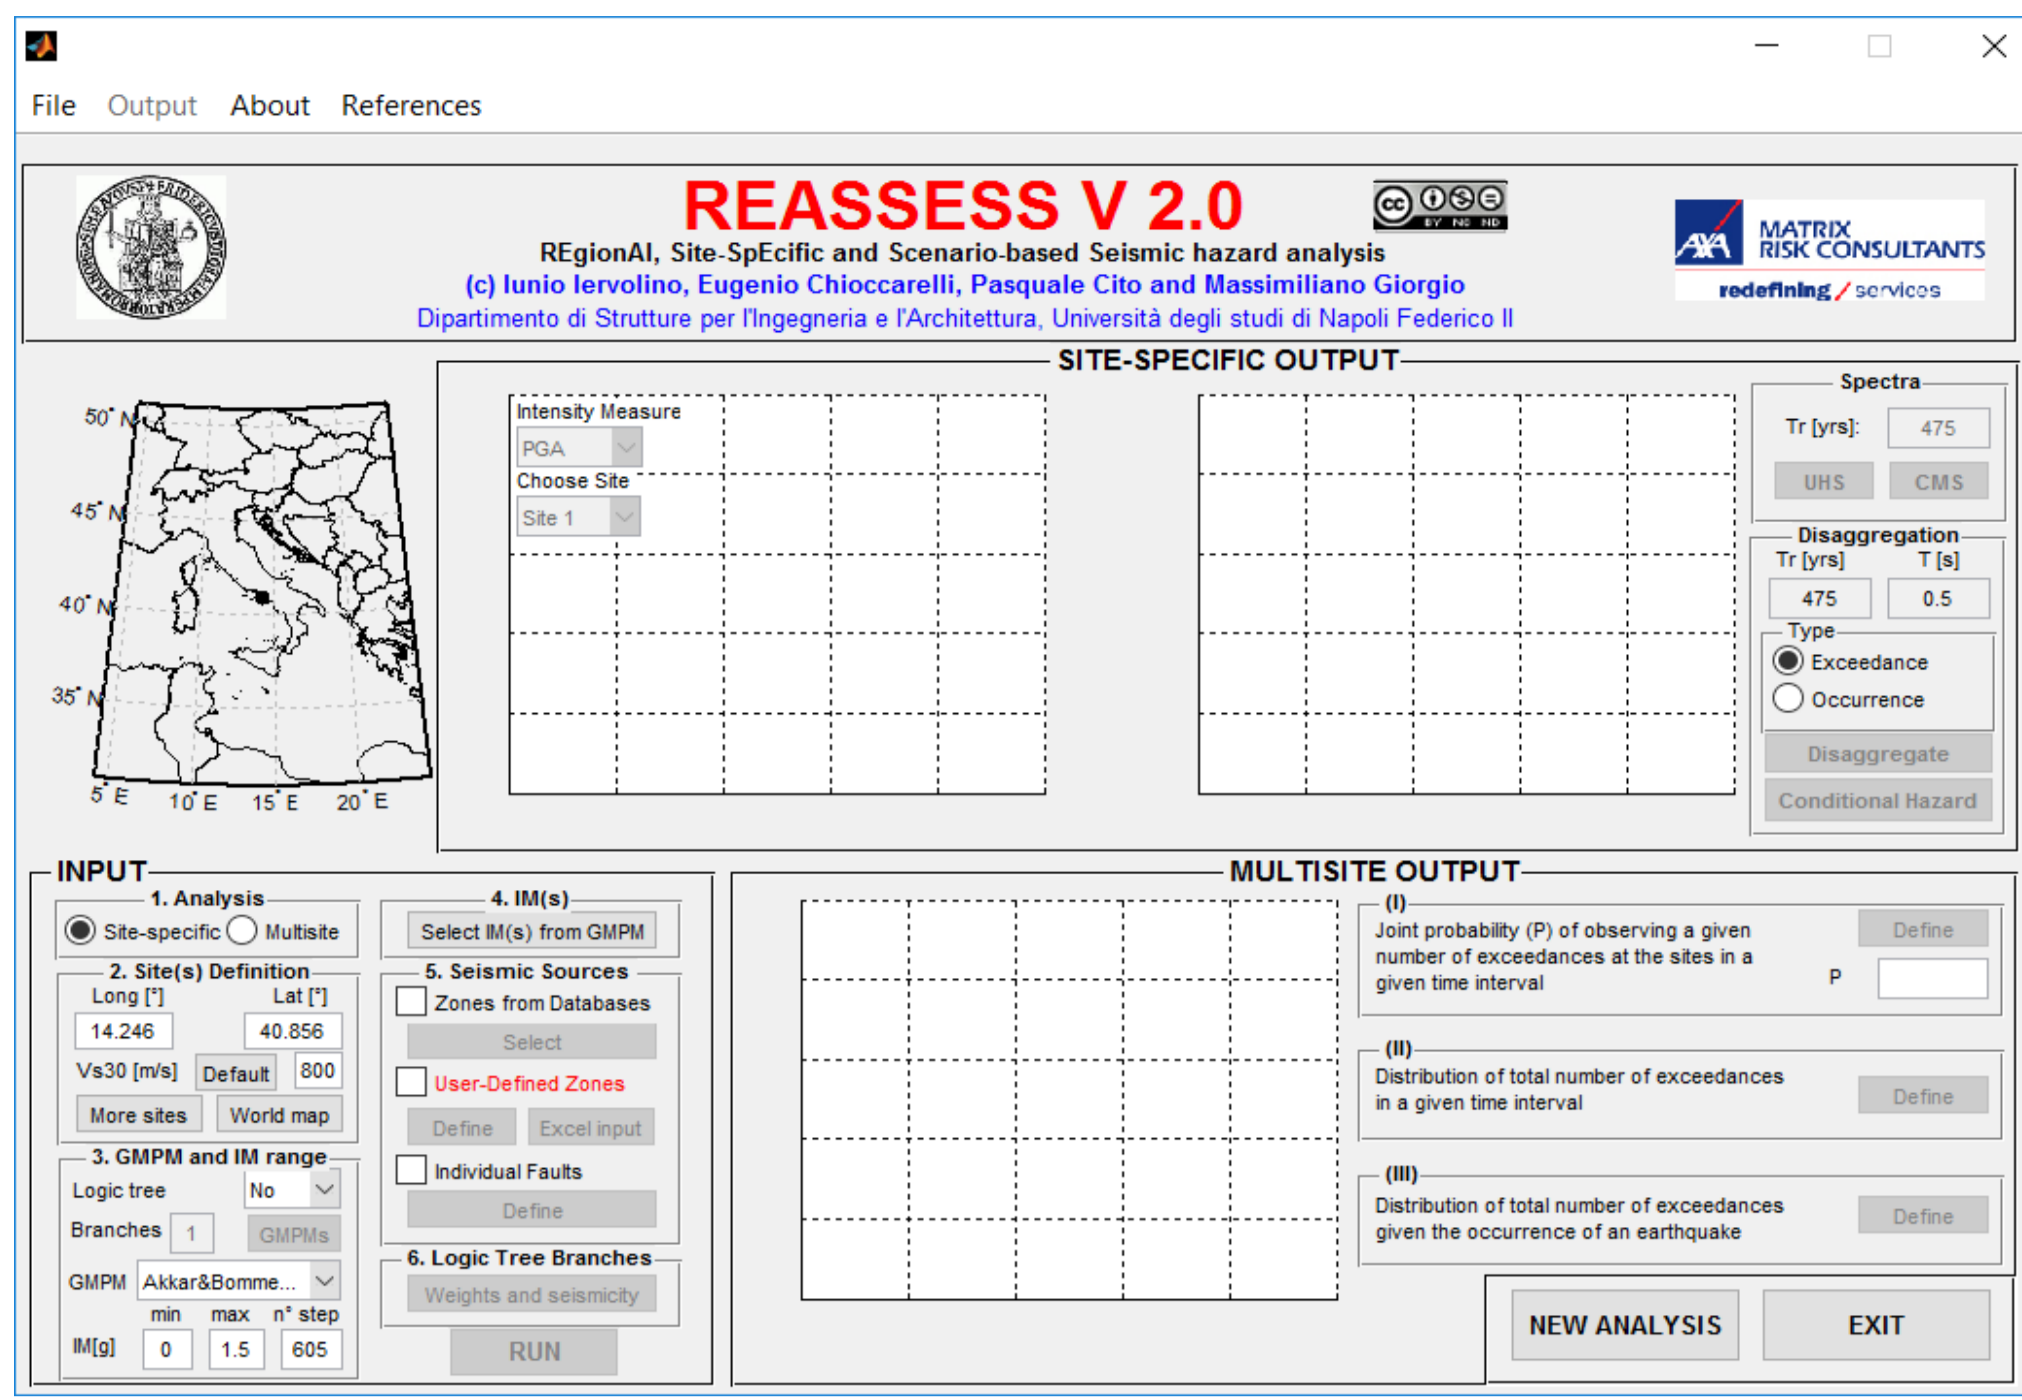 File Output About References
REASSESS V 2.0
BY NC ND
REgionAl, Site-SpEcific and Scenario-based Seismic hazard analysis
(c) Iunio Iervolino, Eugenio Chioccarelli, Pasquale Cito and Massimiliano Giorgio
Dipartimento di Strutture per l'Ingegneria e l'Architettura, Università degli studi di Napoli Federico II
AXA MATRIX
RISK CONSULTANTS
redefining / services
50° N
45° N
40° N
35° N
5° E 10° E 15° E 20° E
SITE-SPECIFIC OUTPUT
Intensity Measure
PGA
Choose Site
Site 1
Spectra
Tr [yrs]: 475
UHS CMS
Disaggregation
Tr [yrs] T [s]
475 0.5
Type
Exceedance
Occurrence
Disaggregate
Conditional Hazard
INPUT
1. Analysis
Site-specific Multisite
2. Site(s) Definition
Long [°] Lat [°]
14.246 40.856
Vs30 [m/s] Default 800
More sites World map
3. GMPM and IM range
Logic tree No
Branches 1 GMPMs
GMPM Akkar&Bomme...
min max n° step
IM[g] 0 1.5 605
4. IM(s)
Select IM(s) from GMPM
5. Seismic Sources
Zones from Databases
Select
User-Defined Zones
Define Excel input
Individual Faults
Define
6. Logic Tree Branches
Weights and seismicity
RUN
MULTISITE OUTPUT
(I)
Joint probability (P) of observing a given
number of exceedances at the sites in a
given time interval
Define
P
(II)
Distribution of total number of exceedances
in a given time interval
Define
(III)
Distribution of total number of exceedances
given the occurrence of an earthquake
Define
NEW ANALYSIS EXIT